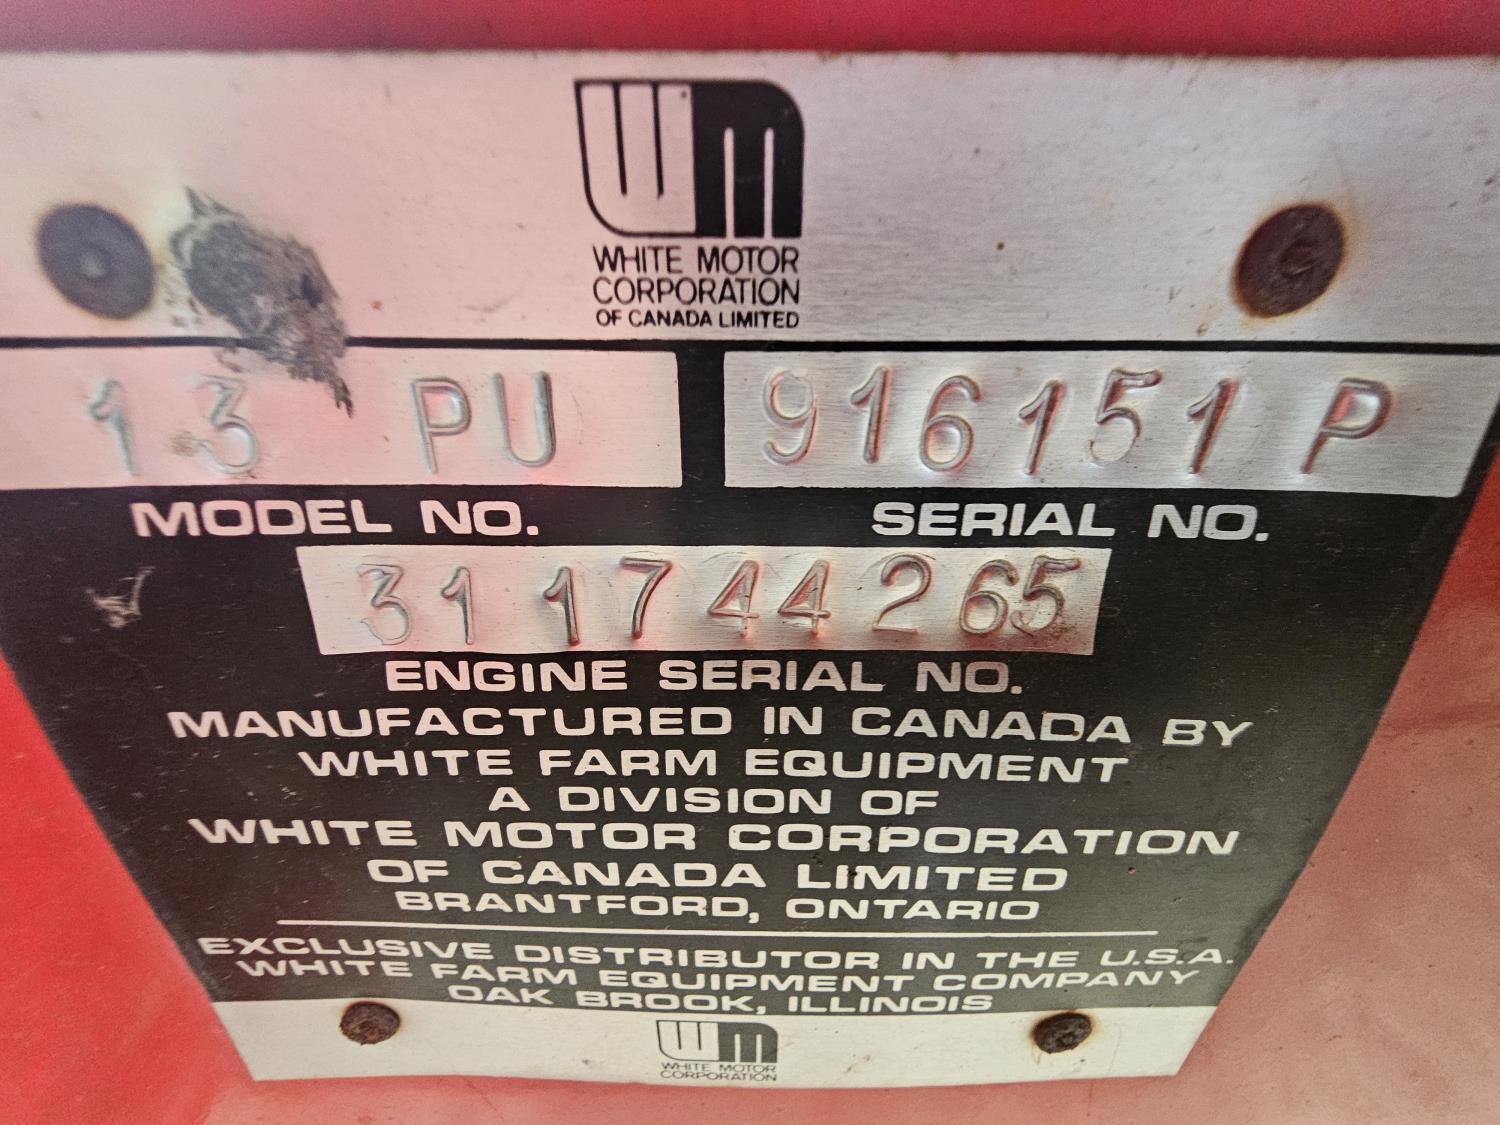 WM
WHITE MOTOR
CORPORATION
OF CANADA LIMITED
13 PU 916151 P
MODEL NO. SERIAL NO.
311744265
ENGINE SERIAL NO.
MANUFACTURED IN CANADA BY
WHITE FARM EQUIPMENT
A DIVISION OF
WHITE MOTOR CORPORATION
OF CANADA LIMITED
BRANTFORD, ONTARIO
EXCLUSIVE DISTRIBUTOR IN THE U.S.A.
WHITE FARM EQUIPMENT COMPANY
OAK BROOK, ILLINOIS
WM
WHITE MOTOR
CORPORATION